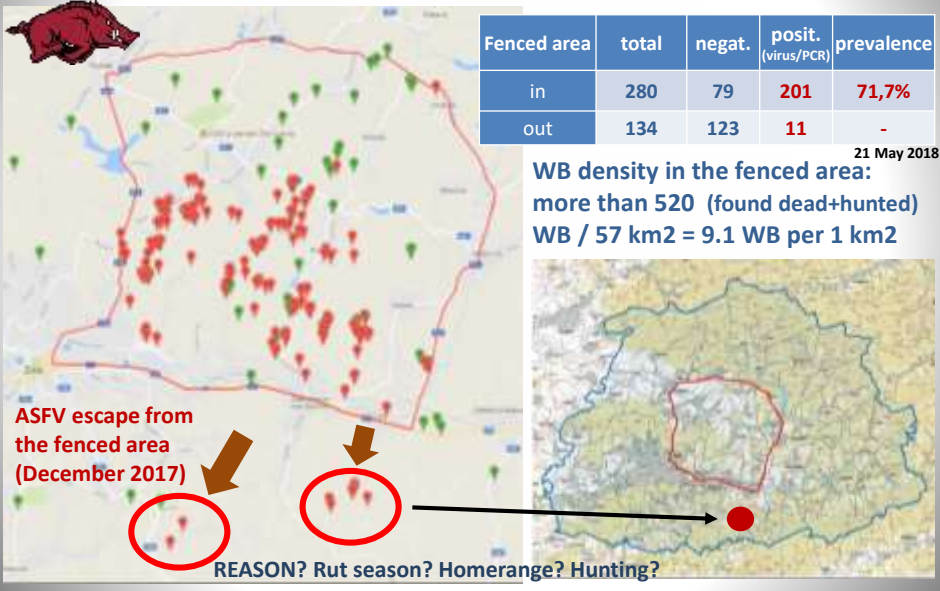 Fenced area total negat. posit. (virus/PCR) prevalence
in 280 79 201 71,7%
out 134 123 11 -
21 May 2018
WB density in the fenced area:
more than 520 (found dead+hunted)
WB / 57 km2 = 9.1 WB per 1 km2
ASFV escape from
the fenced area
(December 2017)
REASON? Rut season? Homerange? Hunting?